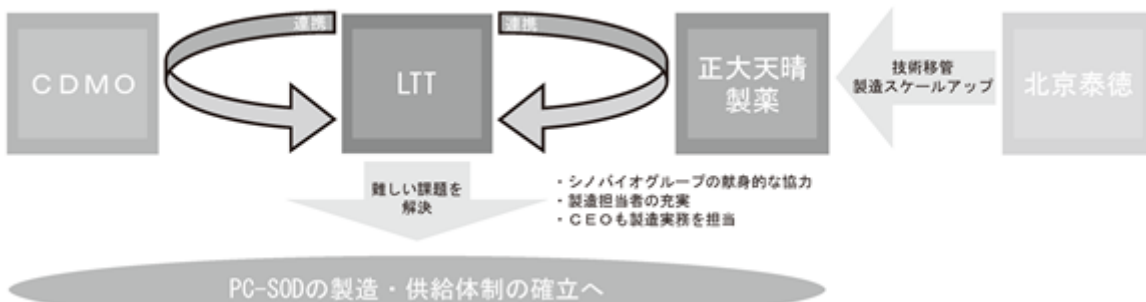 連携
連携
CDMO
LTT
正大天晴
製薬
技術移管
製造スケールアップ
北京泰德
難しい課題を
解決
・シノバイオグループの献身的な協力
・製造担当者の充実
・CEOも製造実務を担当
PC-SODの製造・供給体制の確立へ